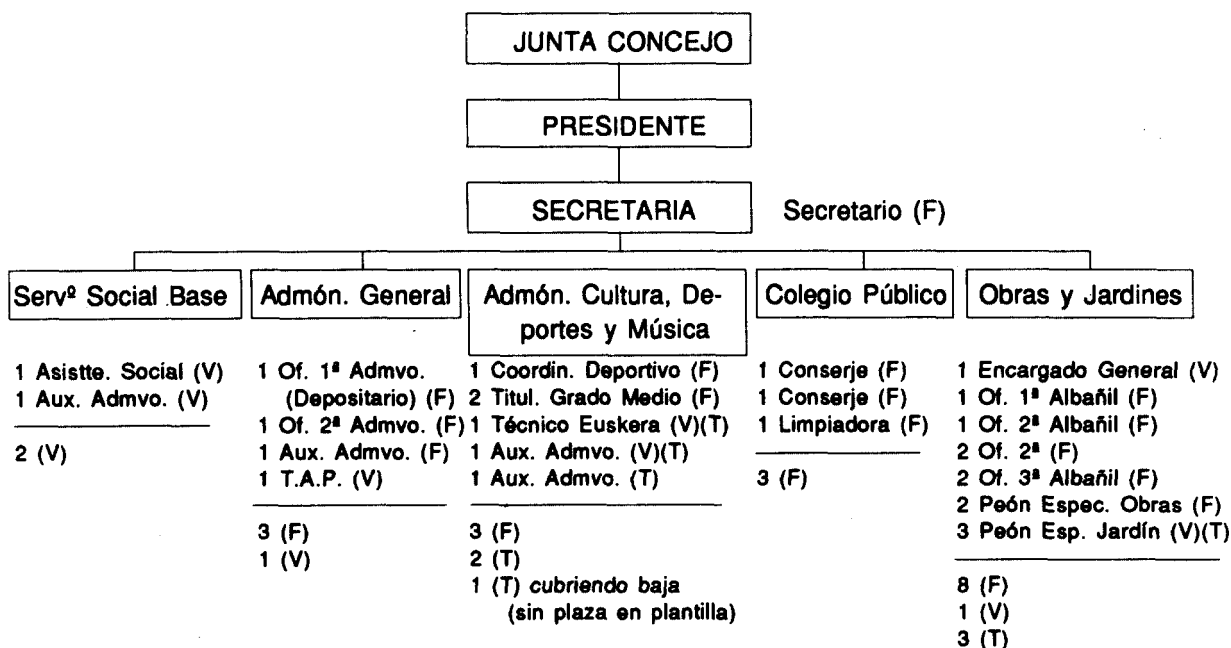 JUNTA CONCEJO
PRESIDENTE
SECRETARIA
Secretario (F)
Servº Social Base
1 Asistte. Social (V)
1 Aux. Admvo. (V)
2 (V)
Admón. General
1 Of. 1ª Admvo.
(Depositario) (F)
1 Of. 2ª Admvo. (F)
1 Aux. Admvo. (F)
1 T.A.P. (V)
3 (F)
1 (V)
Admón. Cultura, De-
portes y Música
1 Coordin. Deportivo (F)
2 Titul. Grado Medio (F)
1 Técnico Euskera (V)(T)
1 Aux. Admvo. (V)(T)
1 Aux. Admvo. (T)
3 (F)
2 (T)
1 (T) cubriendo baja
(sin plaza en plantilla)
Colegio Público
1 Conserje (F)
1 Conserje (F)
1 Limpiadora (F)
3 (F)
Obras y Jardines
1 Encargado General (V)
1 Of. 1ª Albañil (F)
1 Of. 2ª Albañil (F)
2 Of. 2ª (F)
2 Of. 3ª Albañil (F)
2 Peón Espec. Obras (F)
3 Peón Esp. Jardín (V)(T)
8 (F)
1 (V)
3 (T)